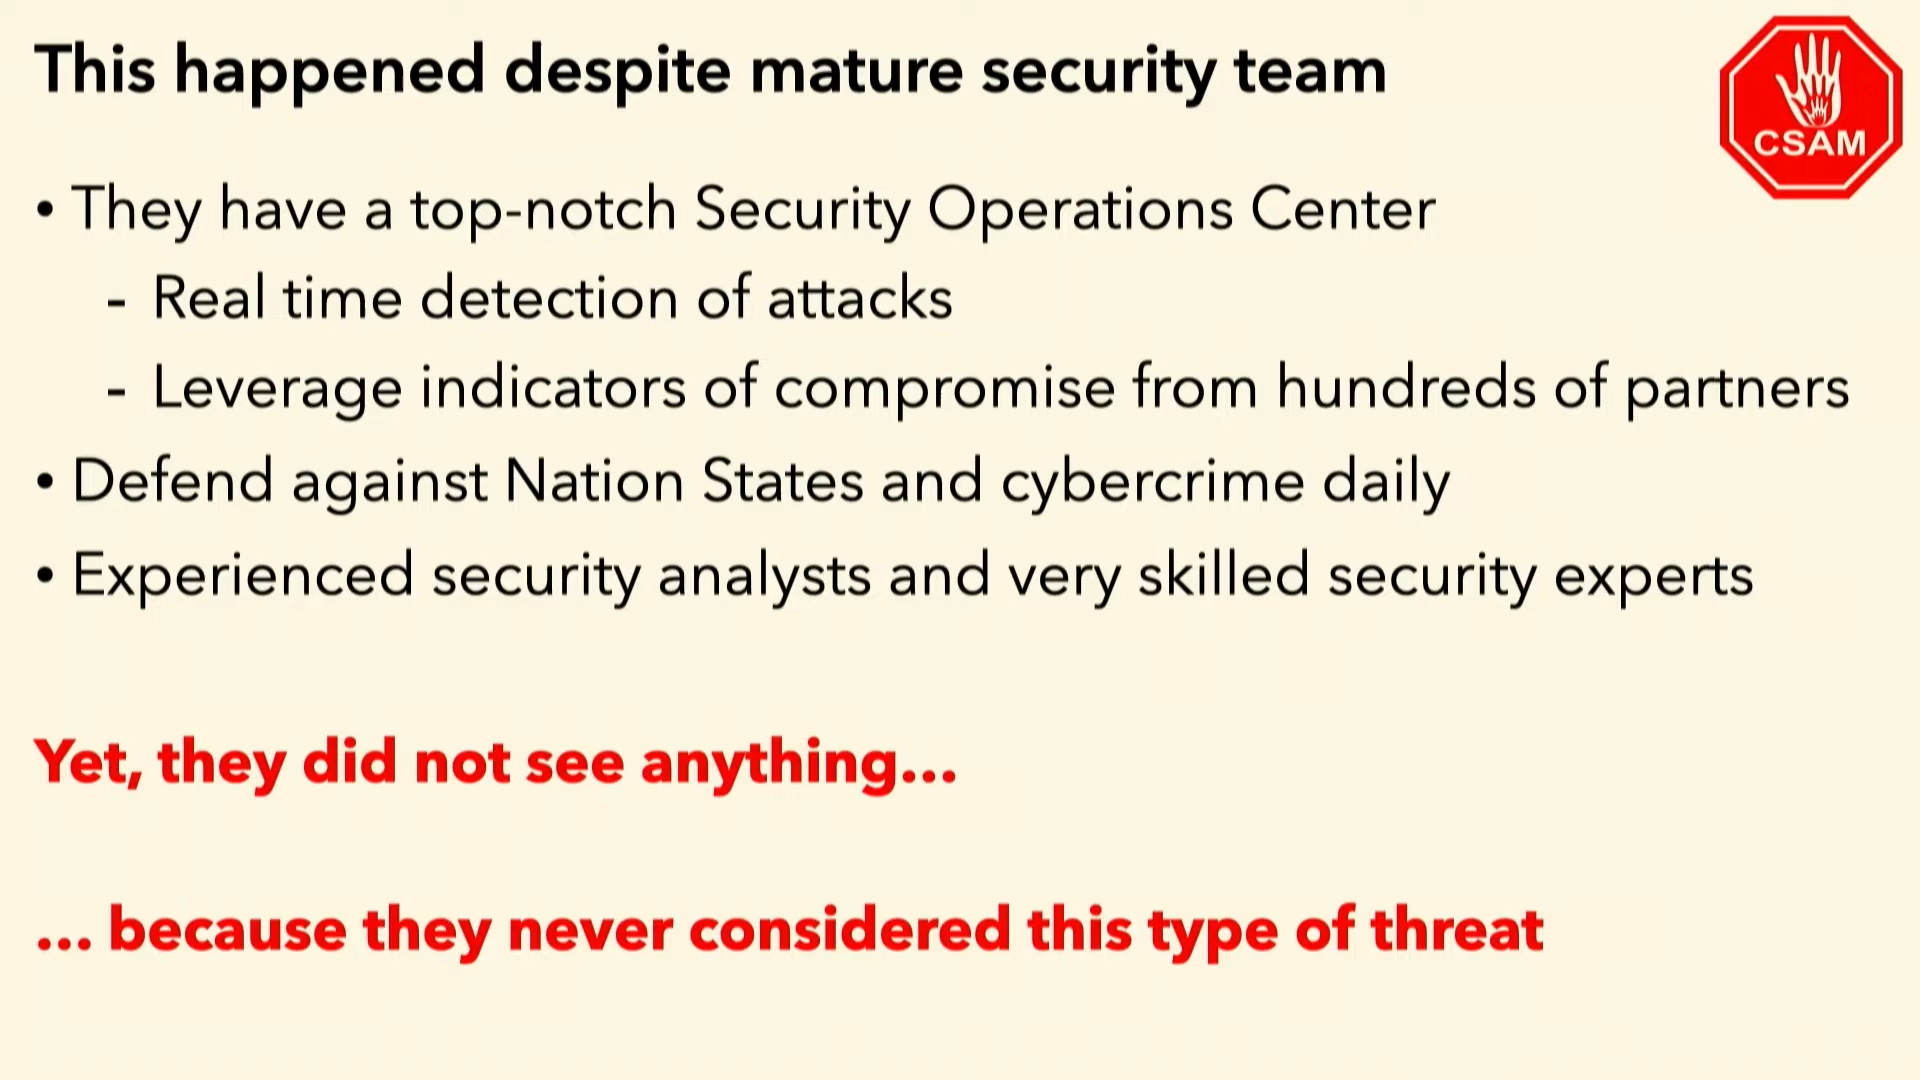 This happened despite mature security team
CSAM
• They have a top-notch Security Operations Center
- Real time detection of attacks
- Leverage indicators of compromise from hundreds of partners
• Defend against Nation States and cybercrime daily
• Experienced security analysts and very skilled security experts
Yet, they did not see anything...
... because they never considered this type of threat